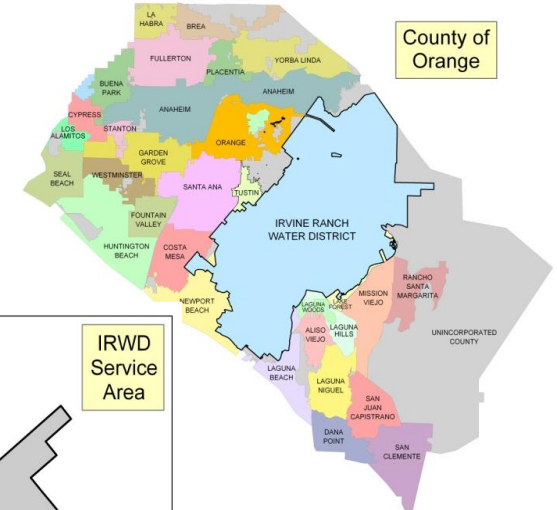 LA
HABRA
BREA
County of
Orange
FULLERTON
YORBA LINDA
PLACENTIA
BUENA
PARK
ANAHEIM
ANAHEIM
CYPRESS
LOS
ALAMITOS
STANTON
ORANGE
GARDEN
GROVE
SEAL
BEACH
WESTMINSTER
SANTA ANA
TUSTIN
FOUNTAIN
VALLEY
IRVINE RANCH
WATER DISTRICT
HUNTINGTON
BEACH
COSTA
MESA
NEWPORT
BEACH
LAGUNA
WOODS
LAKE
FOREST
MISSION
VIEJO
RANCHO
SANTA
MARGARITA
ALISO
VIEJO
LAGUNA
HILLS
UNINCORPORATED
COUNTY
LAGUNA
BEACH
LAGUNA
NIGUEL
SAN
JUAN
CAPISTRANO
DANA
POINT
SAN
CLEMENTE
IRWD
Service
Area